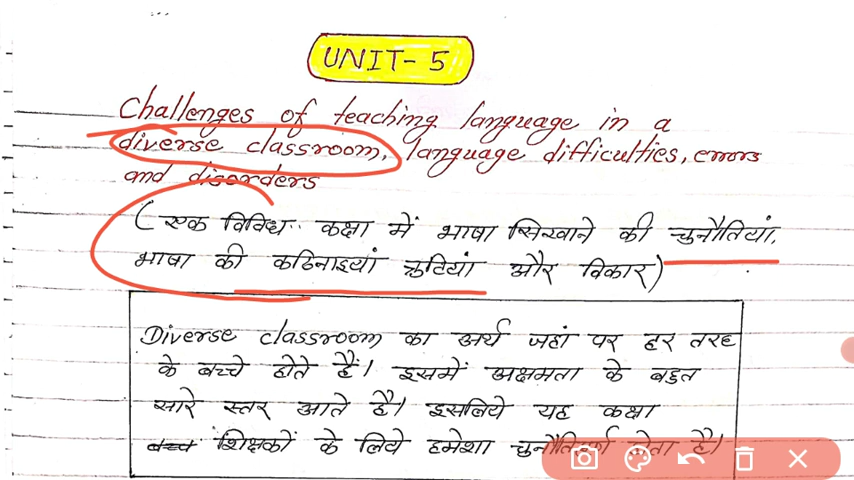 UNIT- 5
Challenges of teaching language in a
diverse classroom, language difficulties, errors
and disorders
(एक विविध कक्षा में भाषा सिखाने की चुनौतियां,
भाषा की कठिनाइयां त्रुटियां और विकार)
Diverse classroom का अर्थ जहां पर हर तरह
के बच्चे होते हैं। इसमें अक्षमता के बहुत
सारे स्तर आते है। इसलिये यह कक्षा
शिक्षकों के लिये हमेशा होता है।